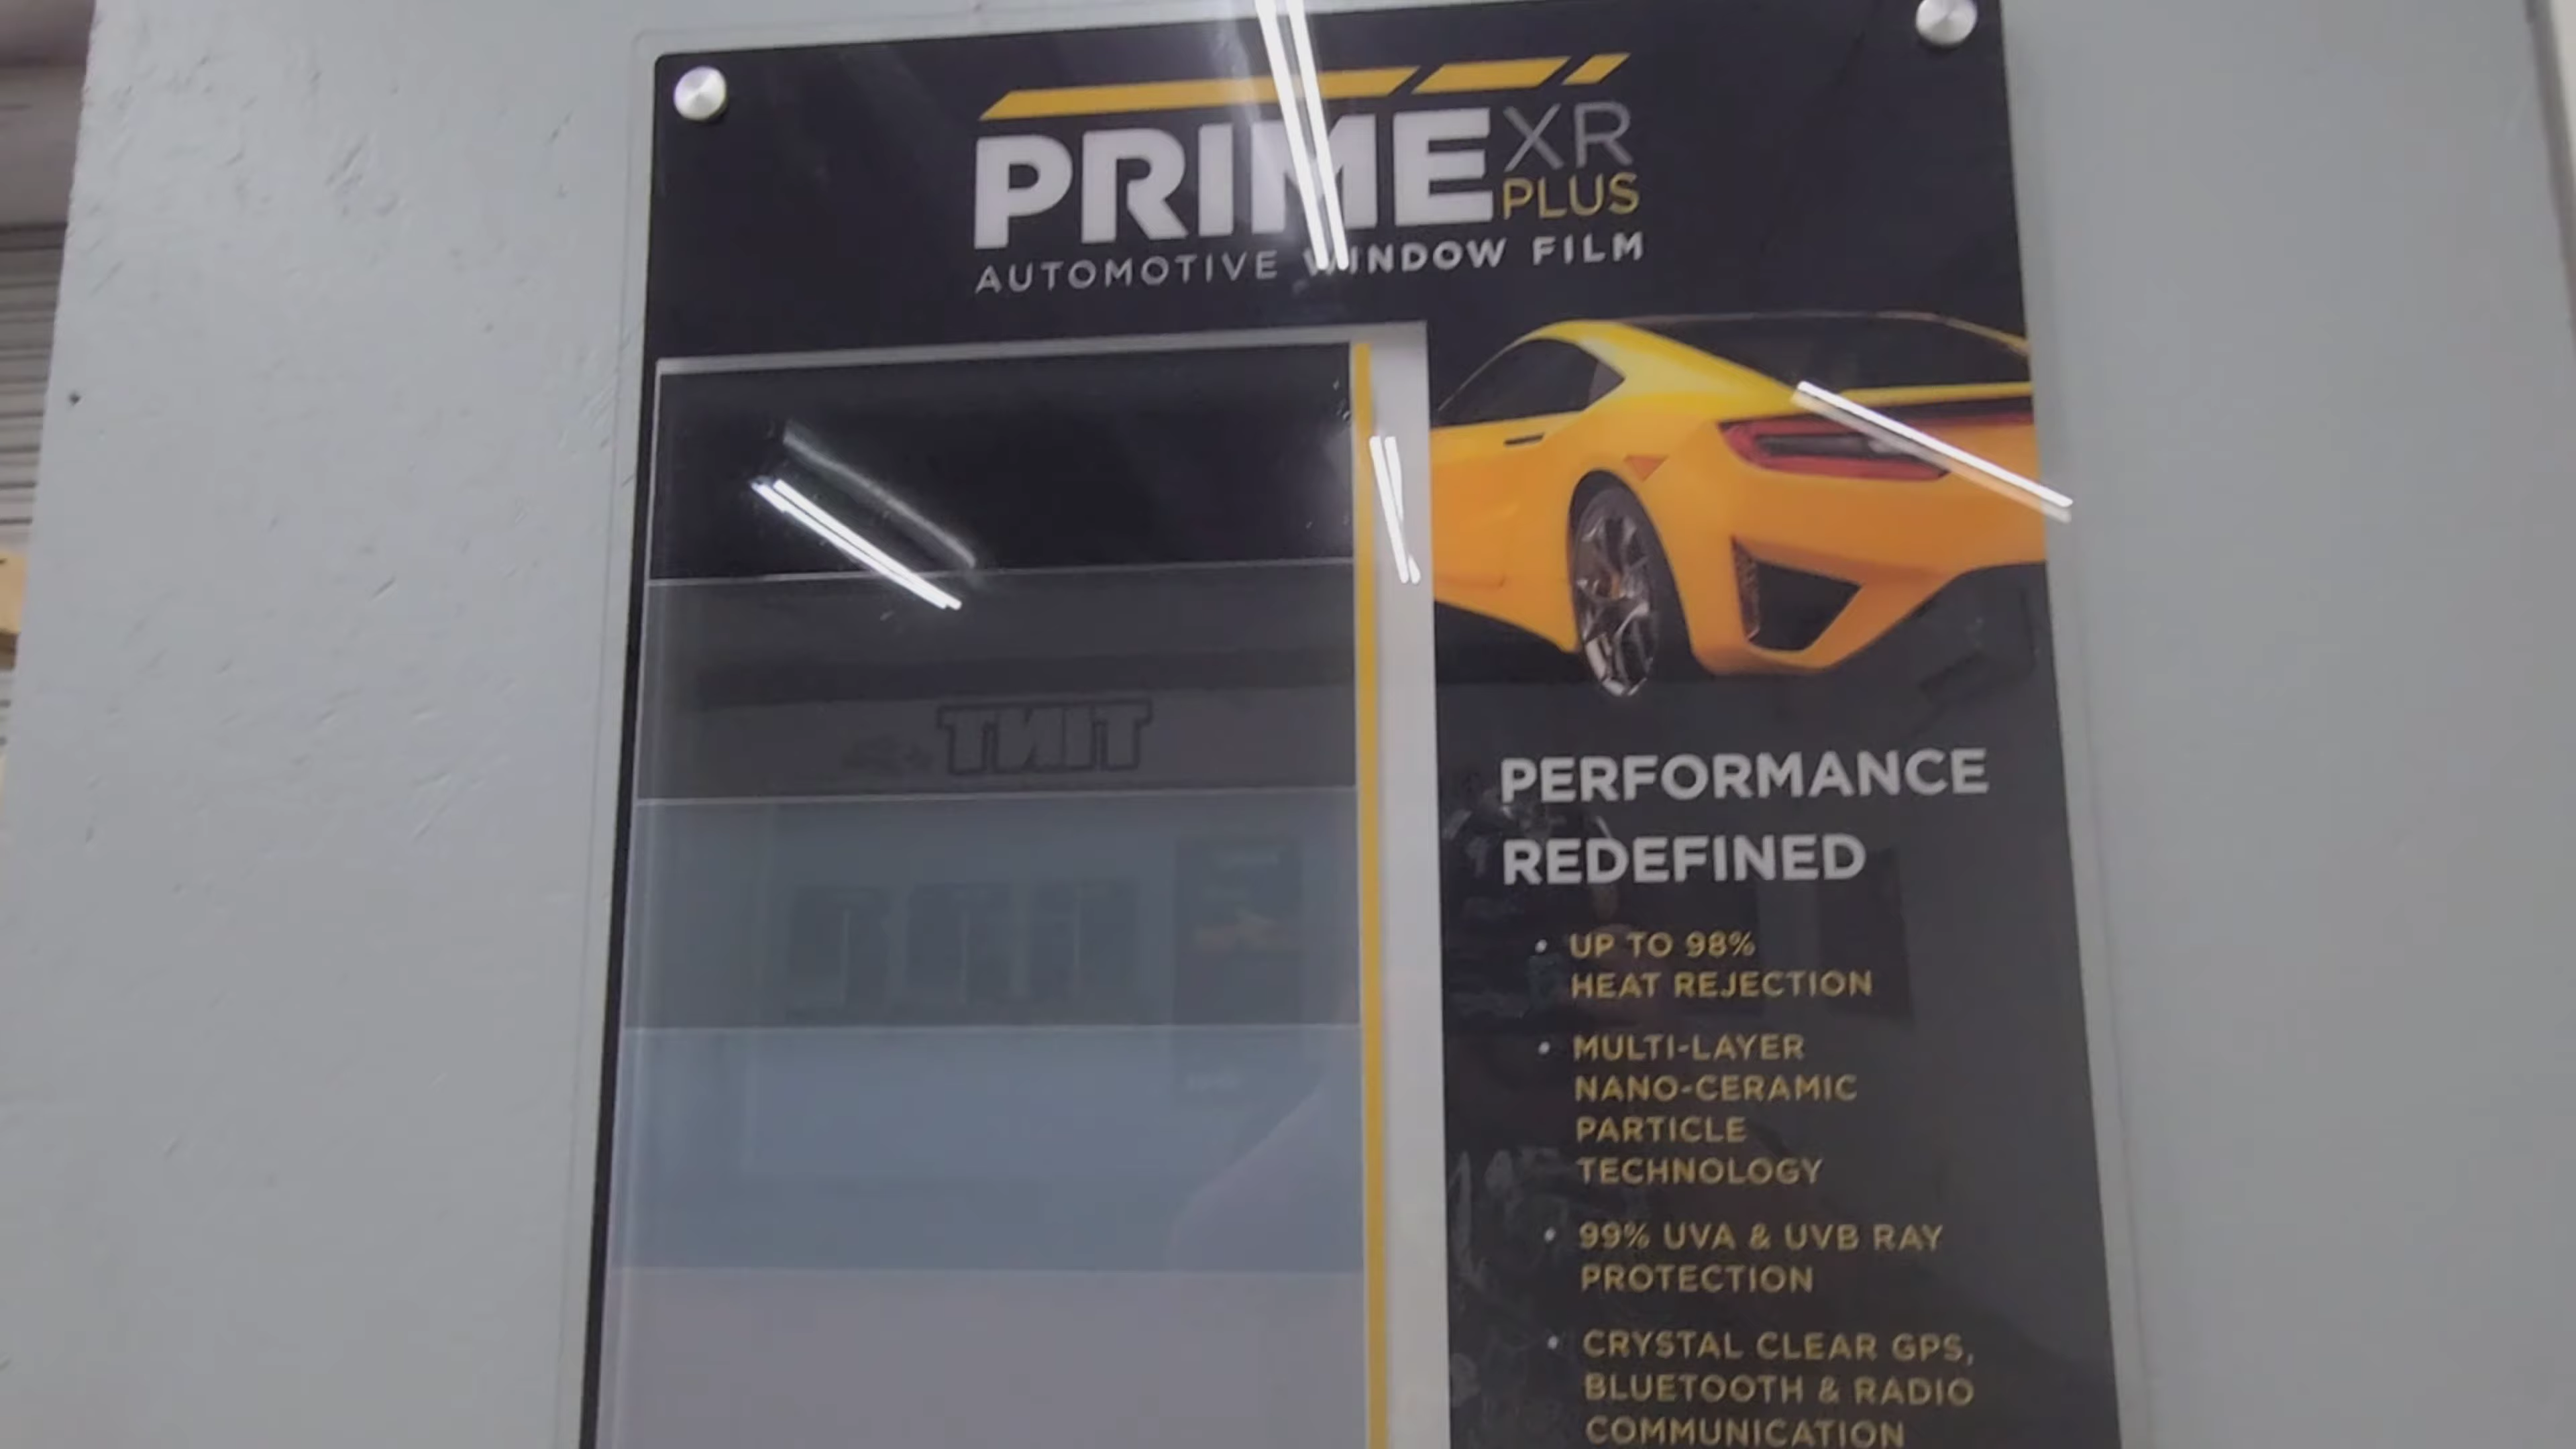 PRIME XR
PLUS
AUTOMOTIVE WINDOW FILM
TINT
PERFORMANCE
REDEFINED
• UP TO 98%
HEAT REJECTION
• MULTI-LAYER
NANO-CERAMIC
PARTICLE
TECHNOLOGY
• 99% UVA & UVB RAY
PROTECTION
• CRYSTAL CLEAR GPS,
BLUETOOTH & RADIO
COMMUNICATION